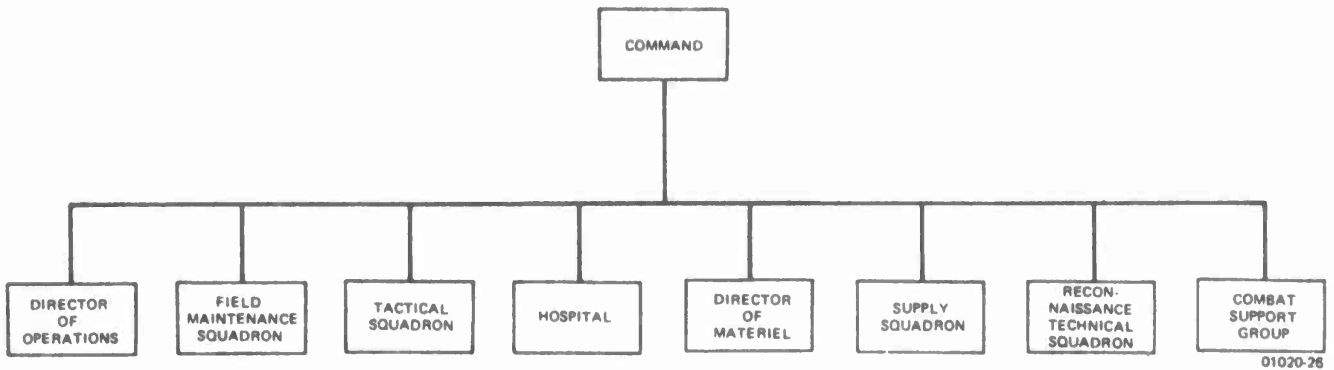 COMMAND
DIRECTOR
OF
OPERATIONS
FIELD
MAINTENANCE
SQUADRON
TACTICAL
SQUADRON
HOSPITAL
DIRECTOR
OF
MATERIEL
SUPPLY
SQUADRON
RECON-
NAISSANCE
TECHNICAL
SQUADRON
COMBAT
SUPPORT
GROUP
01020-26